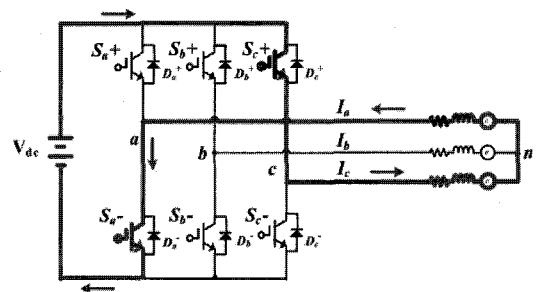 Sa+ Sb+ Sc+
Da+ Db+ Dc+
Vdc
Ia
a
Ib
b
n
Ic
c
Sa- Sb- Sc-
Da- Db- Dc-